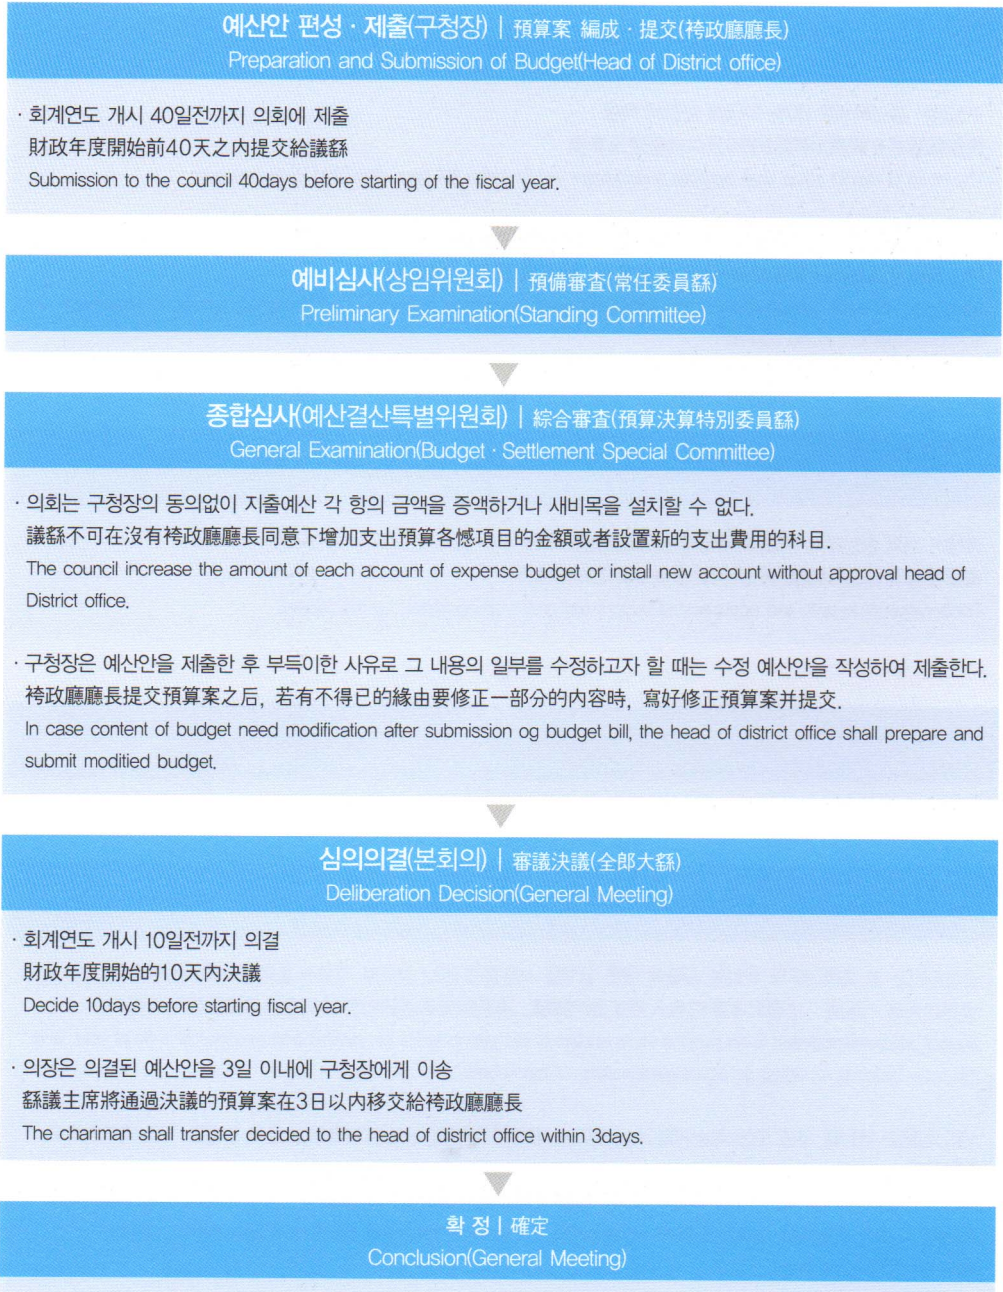 예산안 편성 · 제출(구청장) | 預算案 編成 · 提交(袴政廳廳長)
Preparation and Submission of Budget(Head of District office)
· 회계연도 개시 40일전까지 의회에 제출
財政年度開始前40天之内提交給議繇
Submission to the council 40days before starting of the fiscal year.
예비심사(상임위원회) | 預備審査(常任委員繇)
Preliminary Examination(Standing Committee)
종합심사(예산결산특별위원회) | 綜合審査(預算決算特別委員繇)
General Examination(Budget · Settlement Special Committee)
· 의회는 구청장의 동의없이 지출예산 각 항의 금액을 증액하거나 새비목을 설치할 수 없다.
議繇不可在沒有袴政廳廳長同意下增加支出預算各憾項目的金額或者設置新的支出費用的科目.
The council increase the amount of each account of expense budget or install new account without approval head of
District office.
· 구청장은 예산안을 제출한 후 부득이한 사유로 그 내용의 일부를 수정하고자 할 때는 수정 예산안을 작성하여 제출한다.
袴政廳廳長提交預算案之后, 若有不得已的緣由要修正一部分的内容時, 寫好修正預算案并提交.
In case content of budget need modification after submission og budget bill, the head of district office shall prepare and
submit moditied budget.
심의의결(본회의) | 審議決議(全郎大繇)
Deliberation Decision(General Meeting)
· 회계연도 개시 10일전까지 의결
財政年度開始的10天内決議
Decide 10days before starting fiscal year.
· 의장은 의결된 예산안을 3일 이내에 구청장에게 이송
繇議主席將通過決議的預算案在3日以内移交給袴政廳廳長
The chariman shall transfer decided to the head of district office within 3days.
확 정 | 確定
Conclusion(General Meeting)